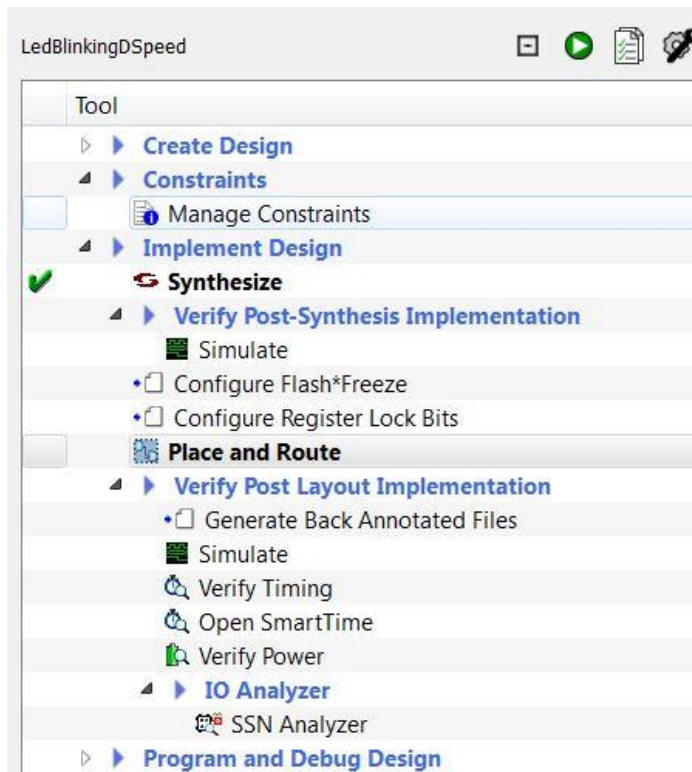 LedBlinkingDSpeed
Tool
Create Design
Constraints
Manage Constraints
Implement Design
Synthesize
Verify Post-Synthesis Implementation
Simulate
Configure Flash*Freeze
Configure Register Lock Bits
Place and Route
Verify Post Layout Implementation
Generate Back Annotated Files
Simulate
Verify Timing
Open SmartTime
Verify Power
IO Analyzer
SSN Analyzer
Program and Debug Design